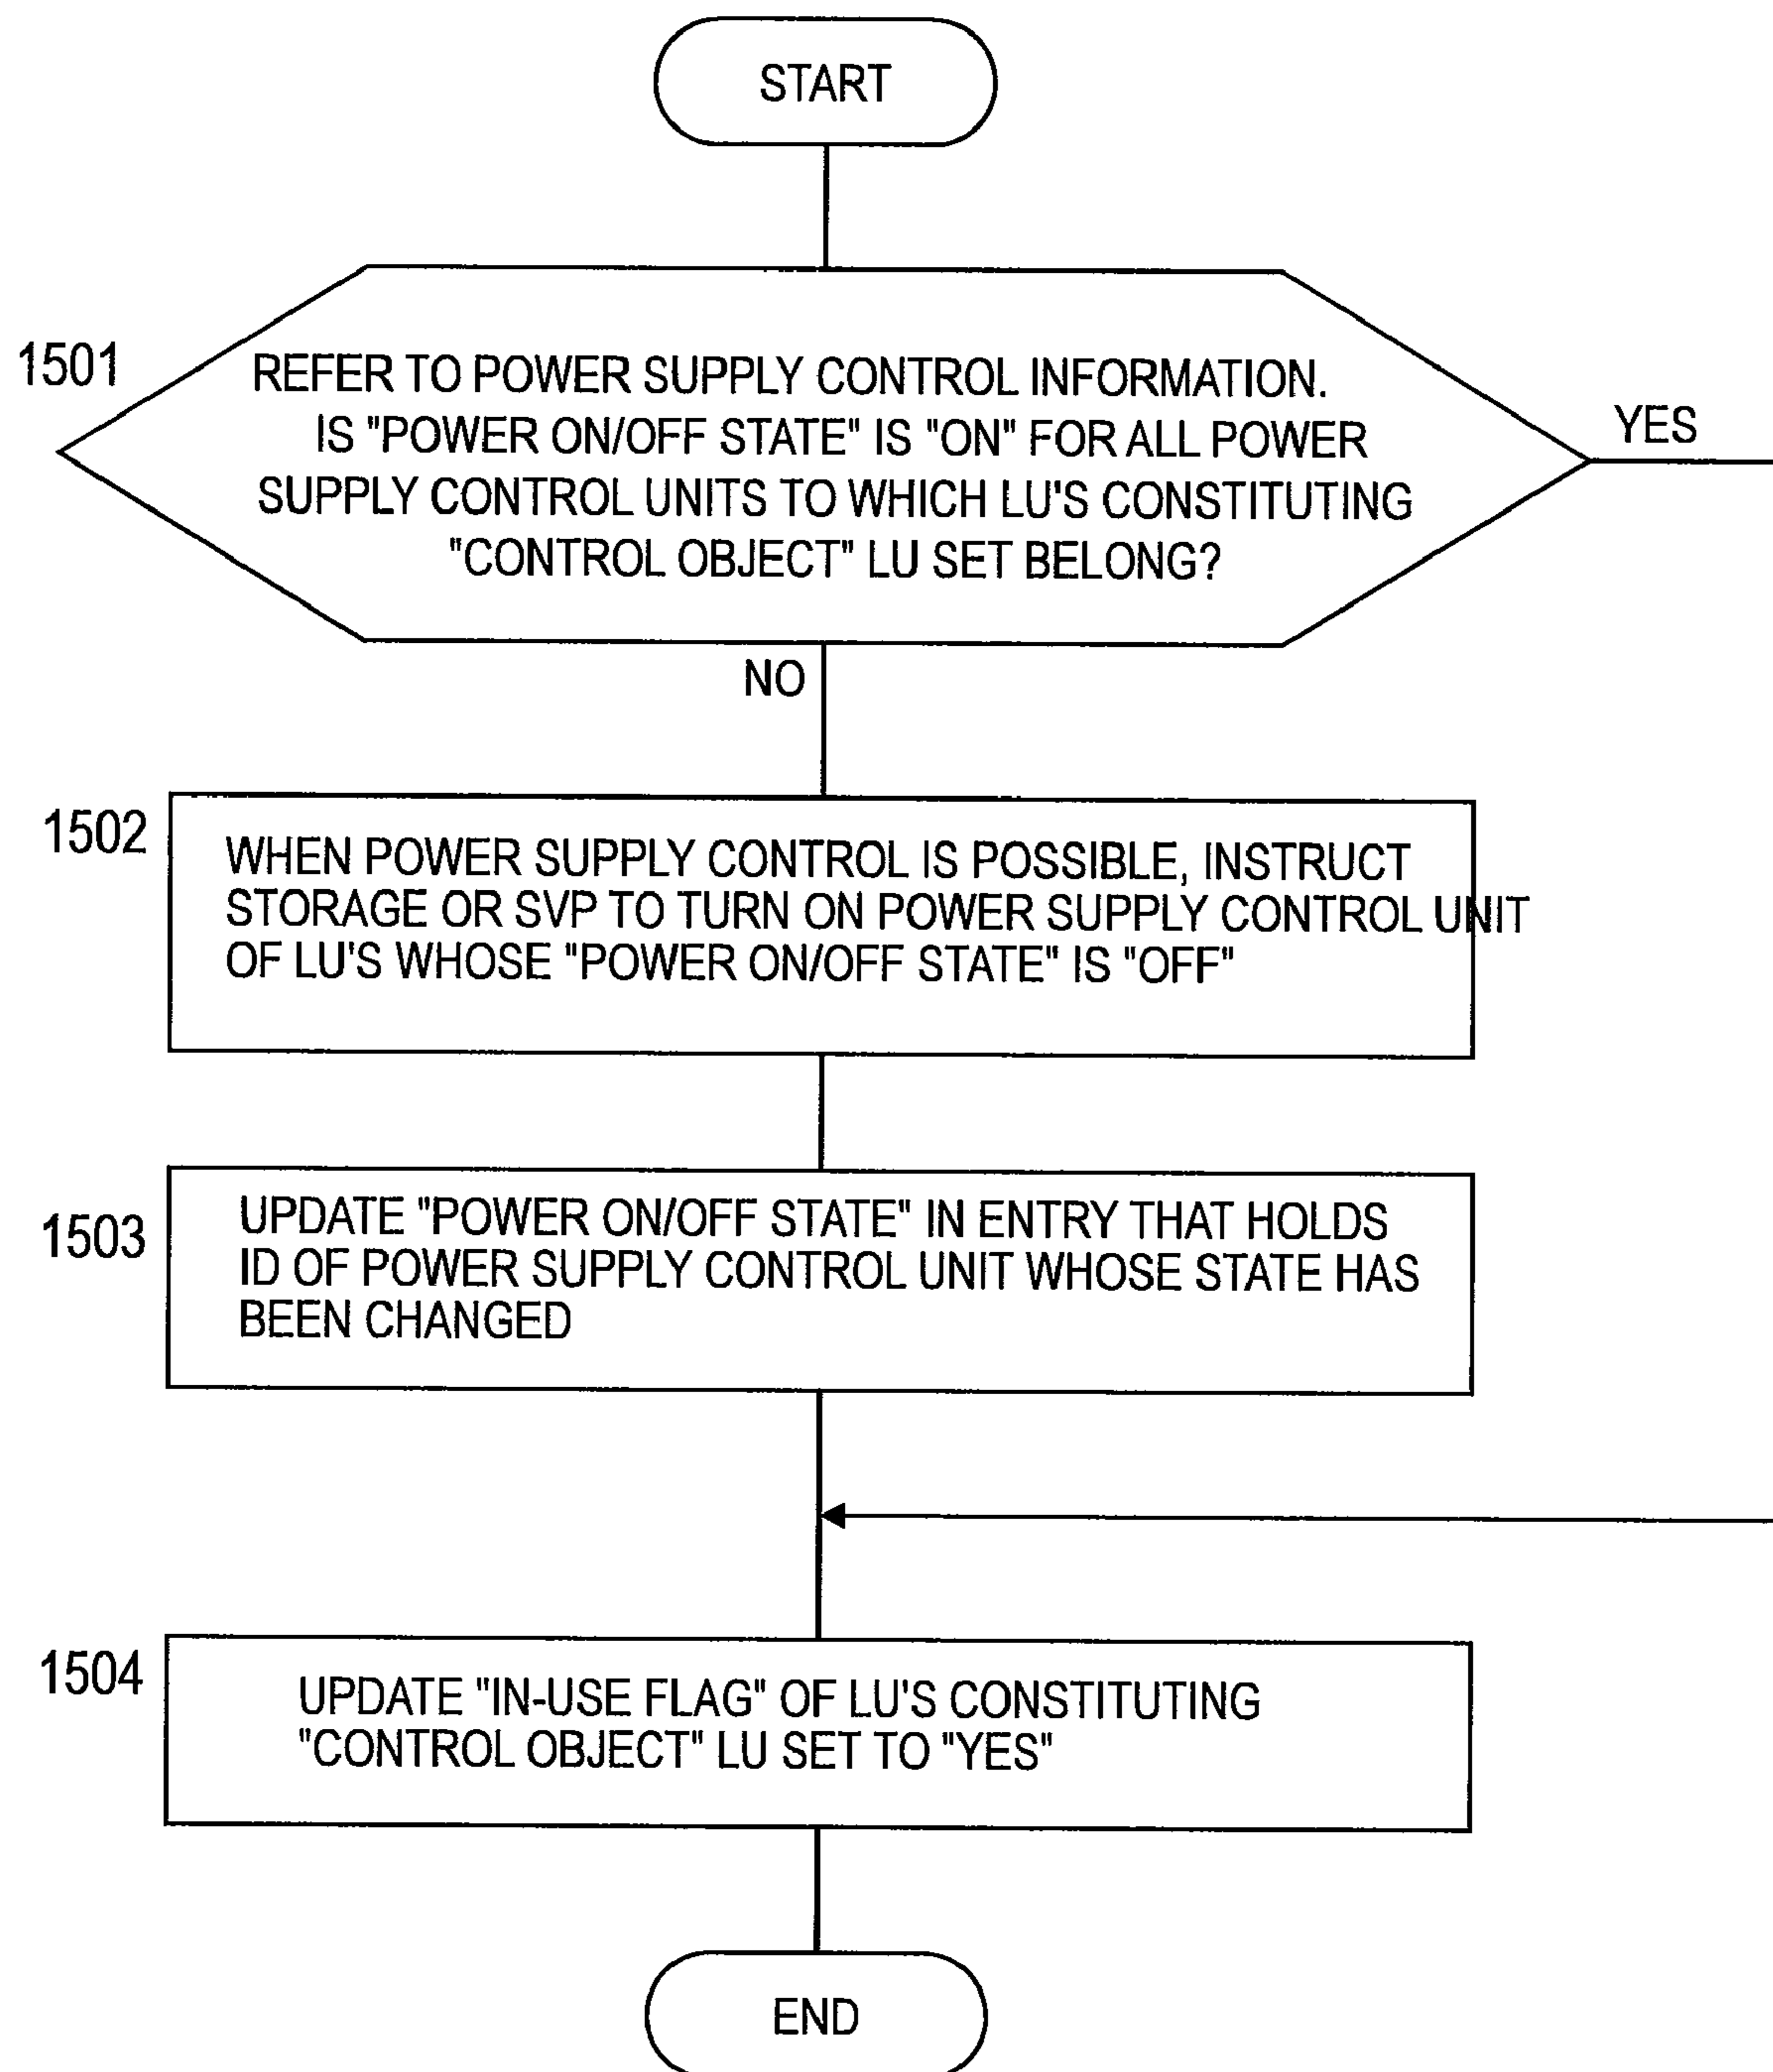 START
1501
REFER TO POWER SUPPLY CONTROL INFORMATION.
IS "POWER ON/OFF STATE" IS "ON" FOR ALL POWER
SUPPLY CONTROL UNITS TO WHICH LU'S CONSTITUTING
"CONTROL OBJECT" LU SET BELONG?
YES
NO
1502
WHEN POWER SUPPLY CONTROL IS POSSIBLE, INSTRUCT
STORAGE OR SVP TO TURN ON POWER SUPPLY CONTROL UNIT
OF LU'S WHOSE "POWER ON/OFF STATE" IS "OFF"
1503
UPDATE "POWER ON/OFF STATE" IN ENTRY THAT HOLDS
ID OF POWER SUPPLY CONTROL UNIT WHOSE STATE HAS
BEEN CHANGED
1504
UPDATE "IN-USE FLAG" OF LU'S CONSTITUTING
"CONTROL OBJECT" LU SET TO "YES"
END